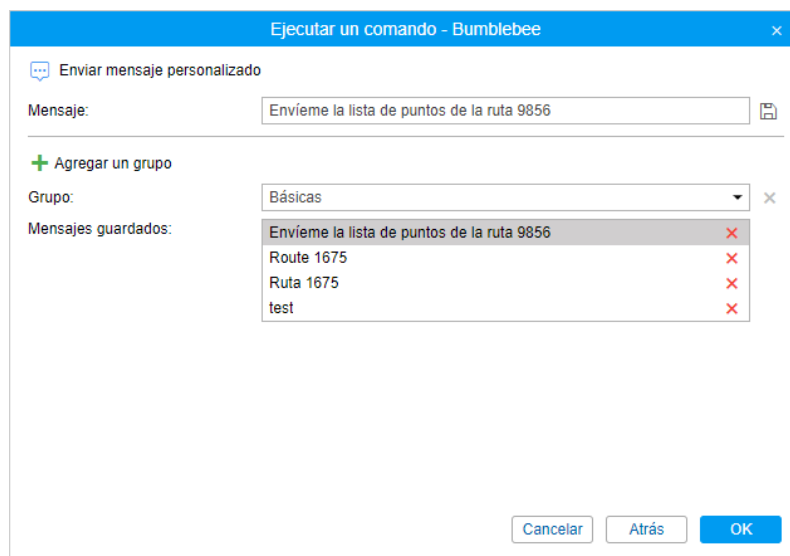 Ejecutar un comando - Bumblebee
Enviar mensaje personalizado
Mensaje: Envíeme la lista de puntos de la ruta 9856
Agregar un grupo
Grupo: Básicas
Mensajes guardados: Envíeme la lista de puntos de la ruta 9856
Route 1675
Ruta 1675
test
Cancelar Atrás OK